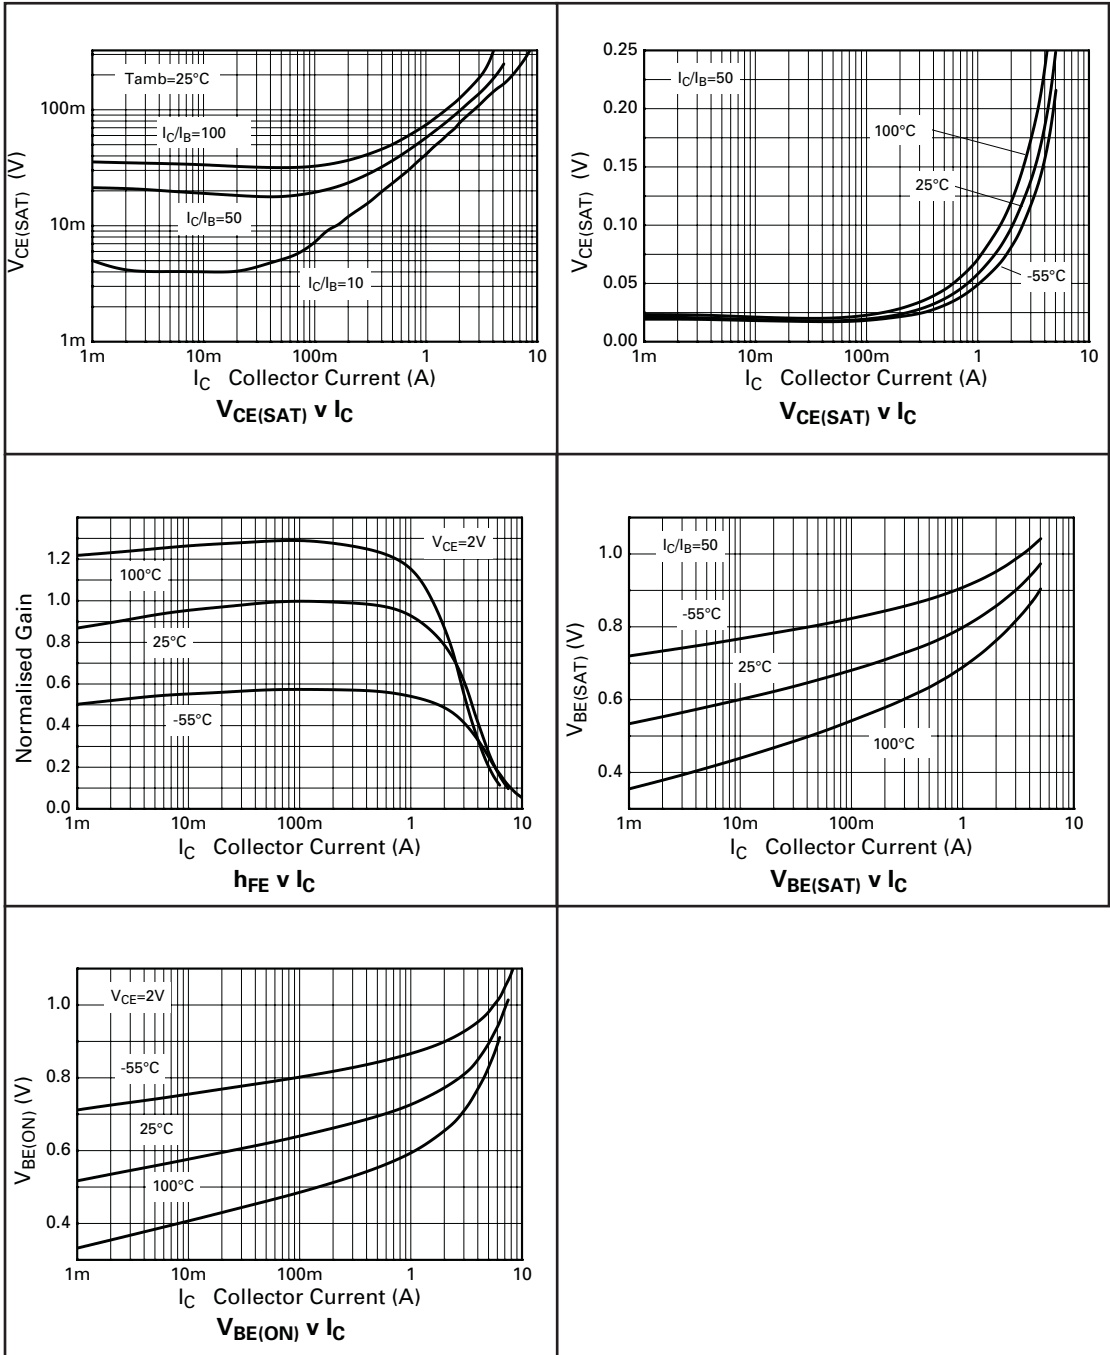 Tamb=25°C
100m
IC/IB=100
10m
IC/IB=50
IC/IB=10
1m
VCE(SAT) (V)
1m 10m 100m 1 10
IC Collector Current (A)
VCE(SAT) v IC
0.25
IC/IB=50
0.20
100°C
0.15
25°C
0.10
0.05
-55°C
0.00
VCE(SAT) (V)
1m 10m 100m 1 10
IC Collector Current (A)
VCE(SAT) v IC
VCE=2V
1.2
100°C
1.0
0.8
25°C
0.6
-55°C
0.4
0.2
0.0
Normalised Gain
1m 10m 100m 1 10
IC Collector Current (A)
hFE v IC
1.0
IC/IB=50
0.8
-55°C
25°C
0.6
100°C
0.4
VBE(SAT) (V)
1m 10m 100m 1 10
IC Collector Current (A)
VBE(SAT) v IC
1.0
VCE=2V
0.8
-55°C
25°C
0.6
100°C
0.4
VBE(ON) (V)
1m 10m 100m 1 10
IC Collector Current (A)
VBE(ON) v IC